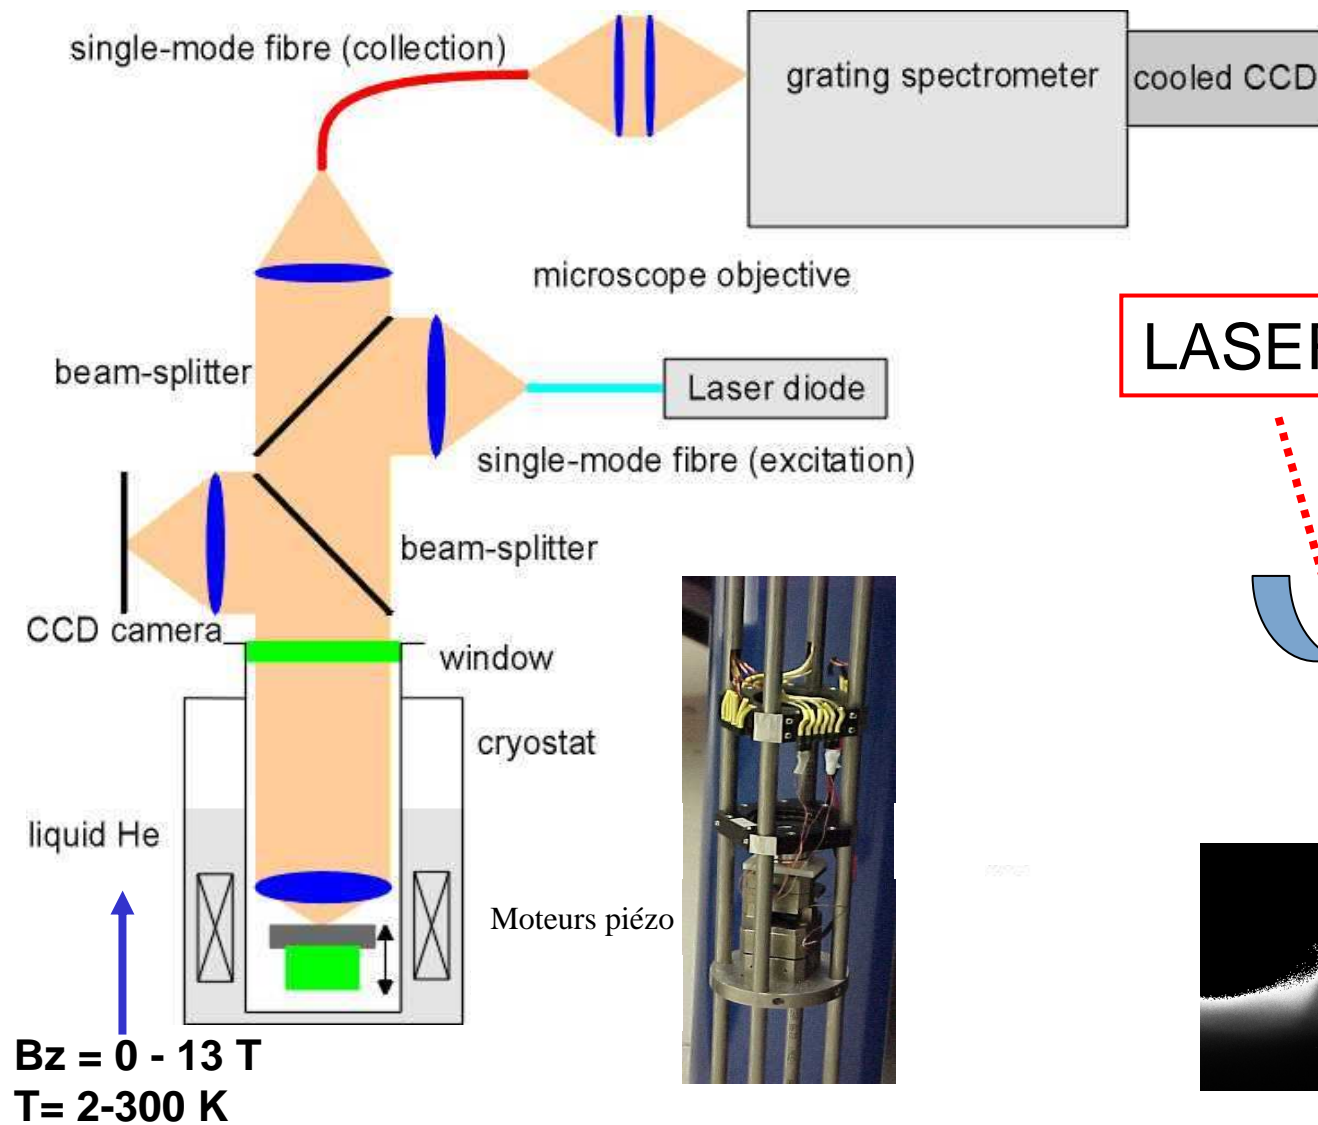 single-mode fibre (collection)
grating spectrometer
cooled CCD
microscope objective
beam-splitter
Laser diode
LASER
single-mode fibre (excitation)
beam-splitter
CCD camera
window
cryostat
liquid He
Moteurs piézo
Bz = 0 - 13 T
T= 2-300 K